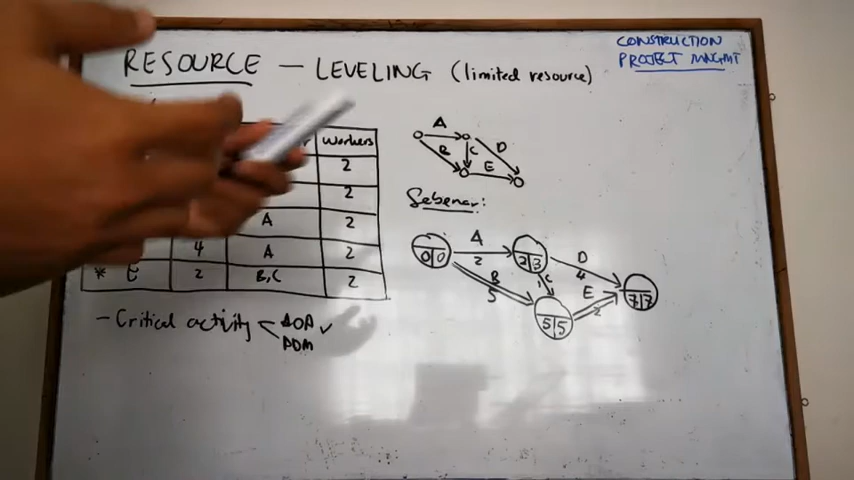 CONSTRUCTION
PROJECT MNGMT
RESOURCE — LEVELING (limited resource)
Workers
2
2
A 2
4 A 2
* E 2 B,C 2
- Critical activity < AOA ✓
PDM
A
B C D
E
Sebenar:
0 0 A 2 2 3 D 4
B 5 C 1 E 2 7 7
5 5